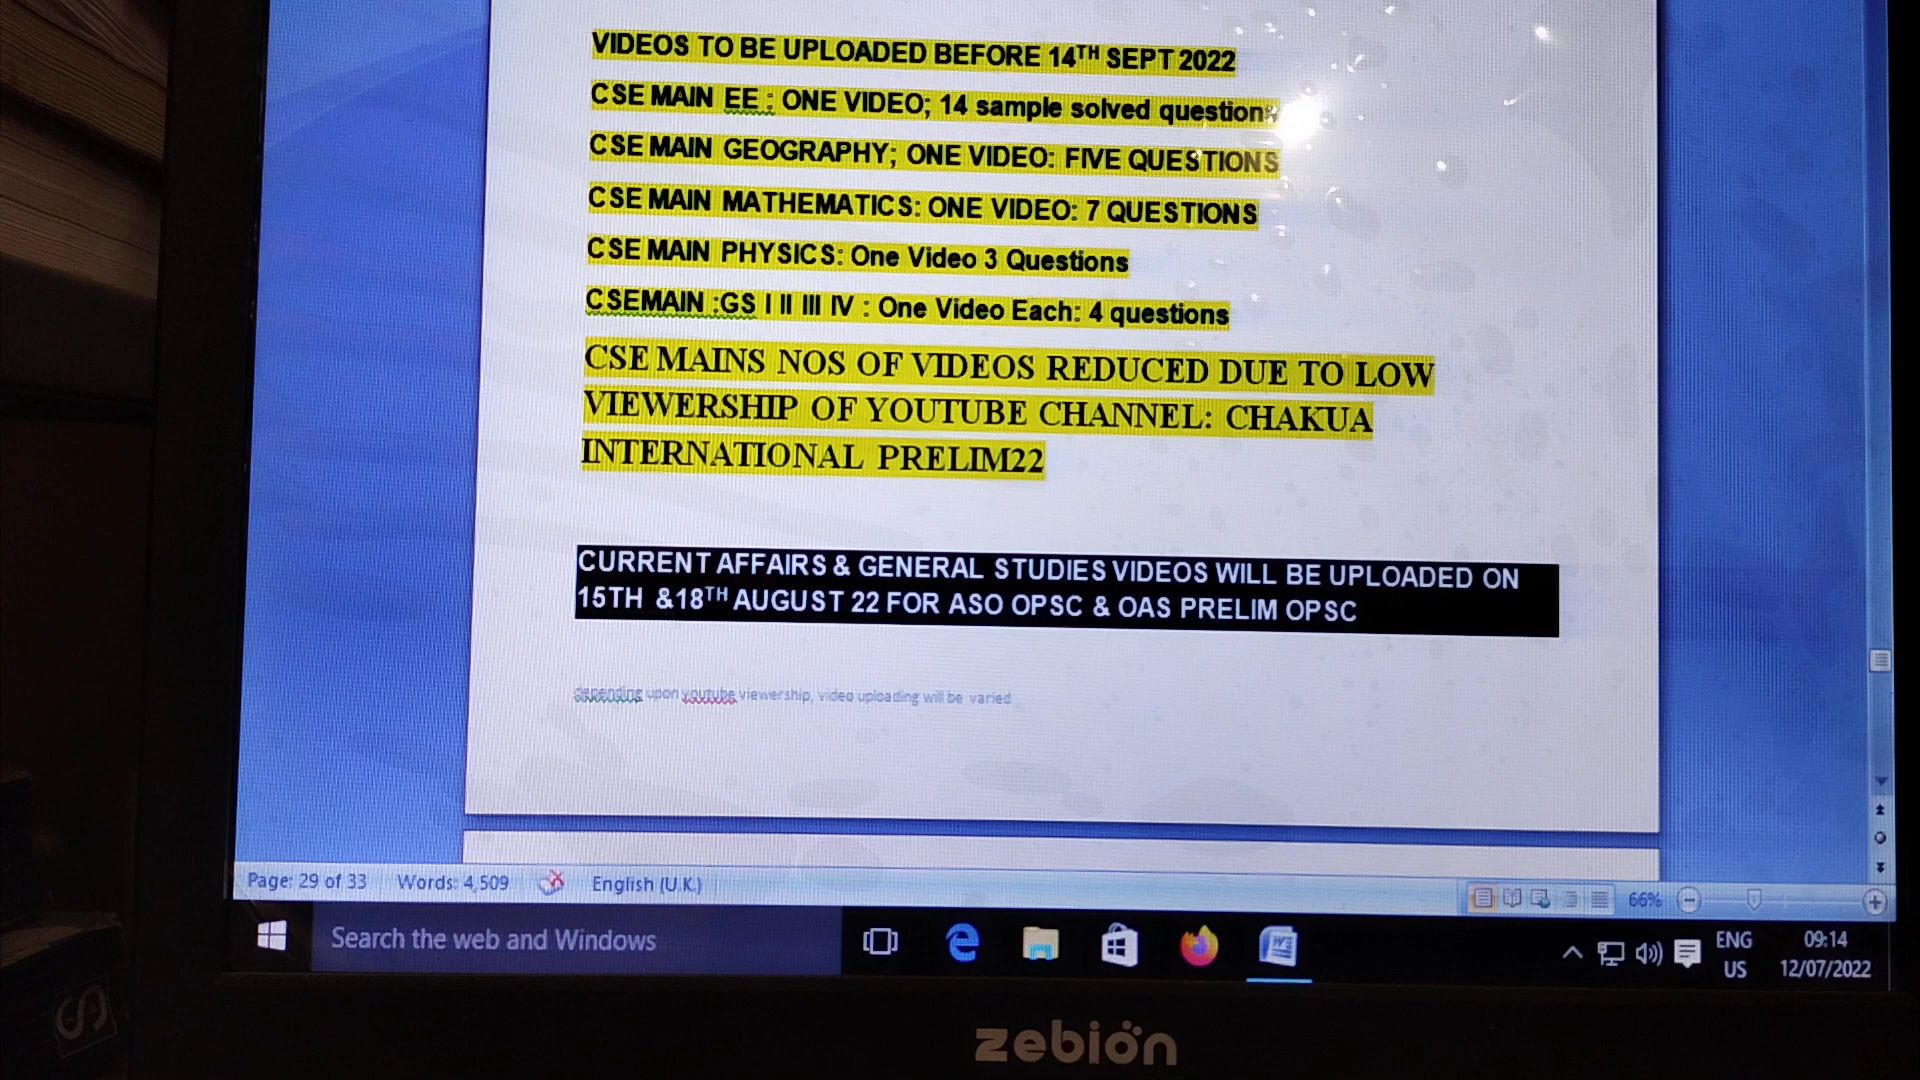 VIDEOS TO BE UPLOADED BEFORE 14TH SEPT 2022
CSE MAIN EE ; ONE VIDEO; 14 sample solved questions
CSE MAIN GEOGRAPHY; ONE VIDEO: FIVE QUESTIONS
CSE MAIN MATHEMATICS: ONE VIDEO: 7 QUESTIONS
CSE MAIN PHYSICS: One Video 3 Questions
CSEMAIN :GS I II III IV : One Video Each: 4 questions
CSE MAINS NOS OF VIDEOS REDUCED DUE TO LOW
VIEWERSHIP OF YOUTUBE CHANNEL: CHAKUA
INTERNATIONAL PRELIM22
CURRENT AFFAIRS & GENERAL STUDIES VIDEOS WILL BE UPLOADED ON
15TH &18TH AUGUST 22 FOR ASO OPSC & OAS PRELIM OPSC
depending upon youtube viewership, video uploading will be varied
Page: 29 of 33 Words: 4,509 English (U.K.) 66%
Search the web and Windows
ENG 09:14
US 12/07/2022
zebion